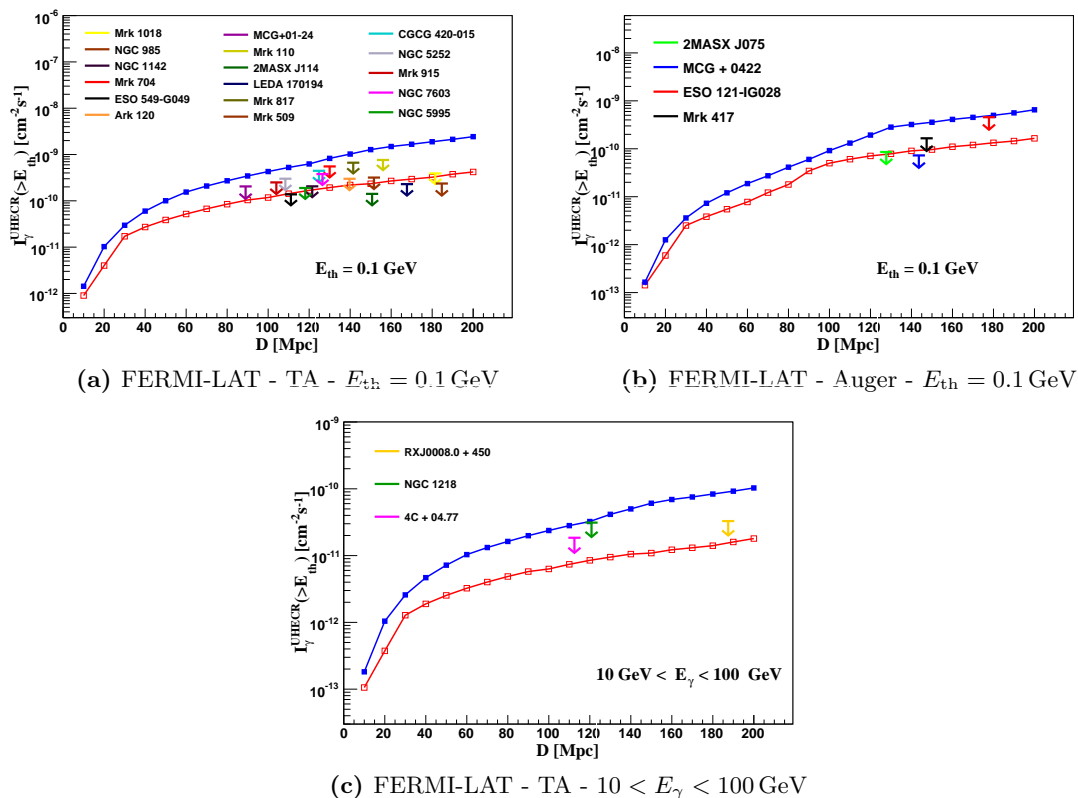 I_γ^UHECR(>E_th) [cm^-2 s^-1]
10^-6
10^-7
10^-8
10^-9
10^-10
10^-11
10^-12
Mrk 1018
NGC 985
NGC 1142
Mrk 704
ESO 549-G049
Ark 120
MCG+01-24
Mrk 110
2MASX J114
LEDA 170194
Mrk 817
Mrk 509
CGCG 420-015
NGC 5252
Mrk 915
NGC 7603
NGC 5995
E_th = 0.1 GeV
0 20 40 60 80 100 120 140 160 180 200
D [Mpc]
(a) FERMI-LAT - TA - E_th = 0.1 GeV
I_γ^UHECR(>E_th) [cm^-2 s^-1]
10^-8
10^-9
10^-10
10^-11
10^-12
10^-13
2MASX J075
MCG + 0422
ESO 121-IG028
Mrk 417
E_th = 0.1 GeV
0 20 40 60 80 100 120 140 160 180 200
D [Mpc]
(b) FERMI-LAT - Auger - E_th = 0.1 GeV
I_γ^UHECR(>E_th) [cm^-2 s^-1]
10^-9
10^-10
10^-11
10^-12
10^-13
RXJ0008.0 + 450
NGC 1218
4C + 04.77
10 GeV < E_γ < 100 GeV
0 20 40 60 80 100 120 140 160 180 200
D [Mpc]
(c) FERMI-LAT - TA - 10 < E_γ < 100 GeV